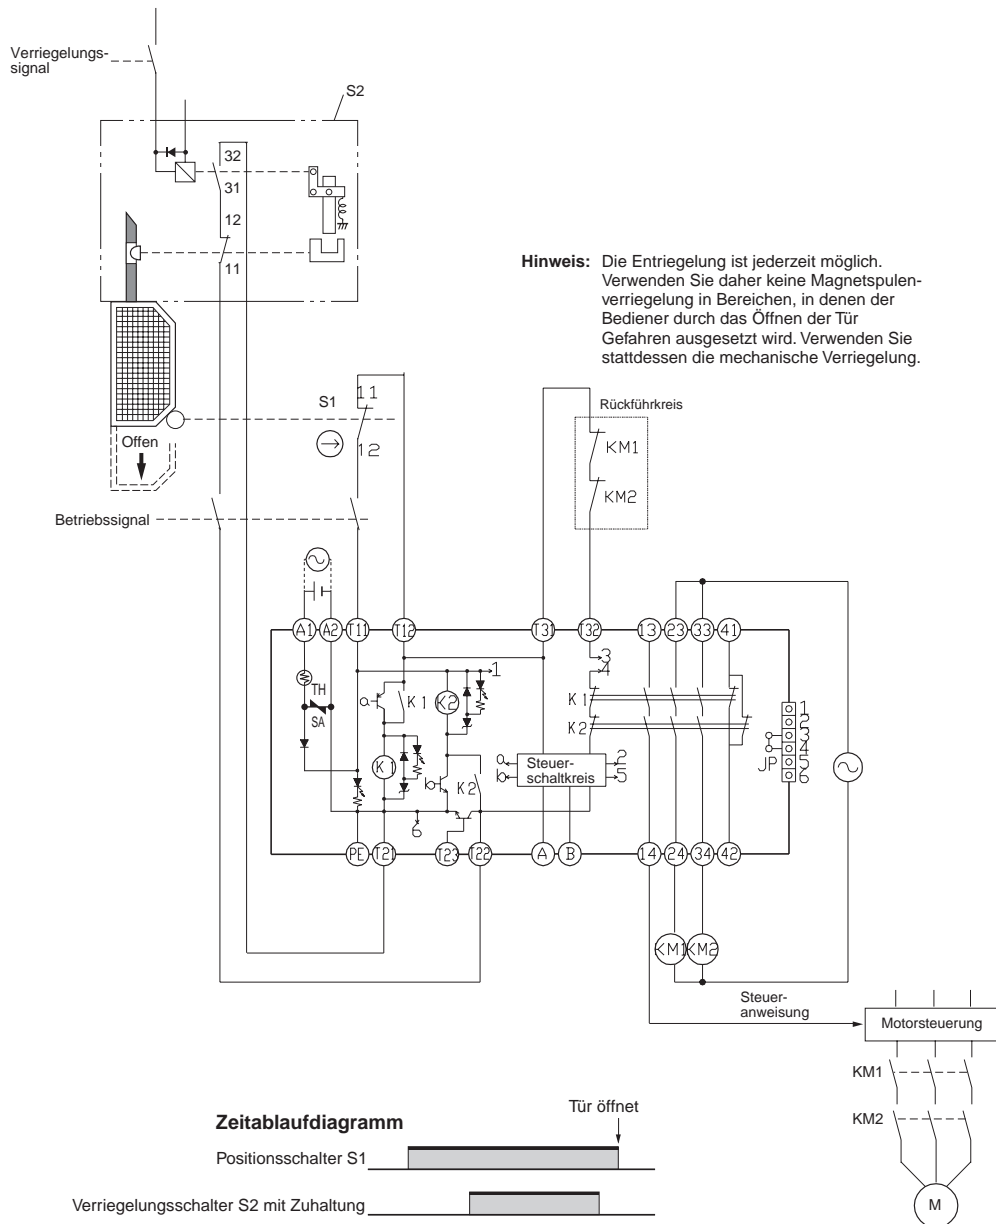 Verriegelungs-
signal
S2
32
31
12
11
Hinweis: Die Entriegelung ist jederzeit möglich.
Verwenden Sie daher keine Magnetspulen-
verriegelung in Bereichen, in denen der
Bediener durch das Öffnen der Tür
Gefahren ausgesetzt wird. Verwenden Sie
stattdessen die mechanische Verriegelung.
S1
11
12
Rückführkreis
KM1
KM2
Offen
Betriebssignal
A1 A2 T11 T12 T31 T32 13 23 33 41
1
3
4
TH
SA
a
K1
K2
K1
K2
K1
b
K2
6
Steuer-
schaltkreis
a
b
2
5
1
2
3
4
5
6
JP
PE T21 T23 T22 A B 14 24 34 42
KM1 KM2
Steuer-
anweisung
Motorsteuerung
KM1
KM2
M
Zeitablaufdiagramm
Tür öffnet
Positionsschalter S1
Verriegelungsschalter S2 mit Zuhaltung